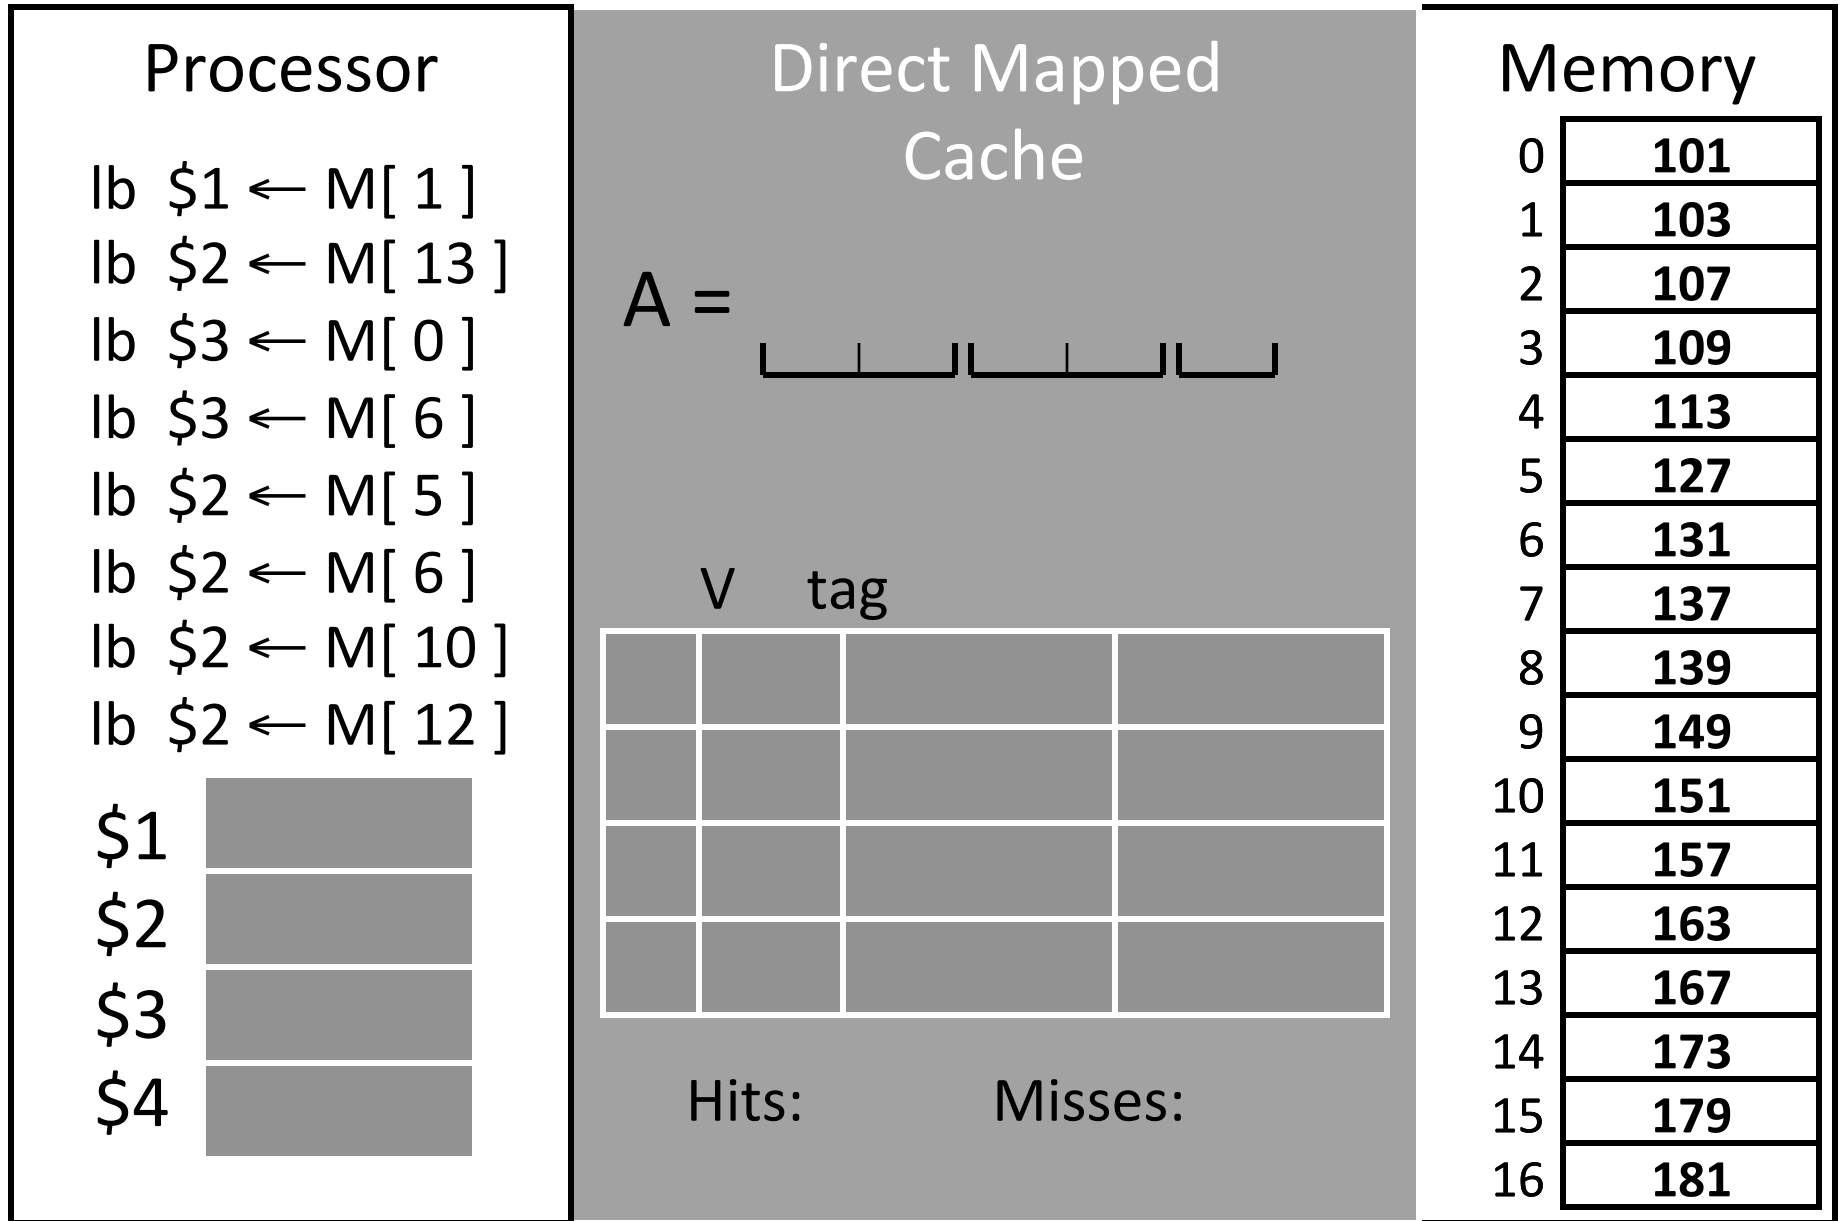 Processor
lb $1 ← M[ 1 ]
lb $2 ← M[ 13 ]
lb $3 ← M[ 0 ]
lb $3 ← M[ 6 ]
lb $2 ← M[ 5 ]
lb $2 ← M[ 6 ]
lb $2 ← M[ 10 ]
lb $2 ← M[ 12 ]
$1
$2
$3
$4
Direct Mapped
Cache
A =
V tag
Hits: Misses:
Memory
0 101
1 103
2 107
3 109
4 113
5 127
6 131
7 137
8 139
9 149
10 151
11 157
12 163
13 167
14 173
15 179
16 181